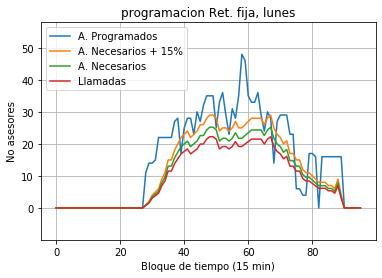 programacion Ret. fija, lunes
A. Programados
A. Necesarios + 15%
A. Necesarios
Llamadas
50
40
30
20
10
0
No asesores
0 20 40 60 80
Bloque de tiempo (15 min)